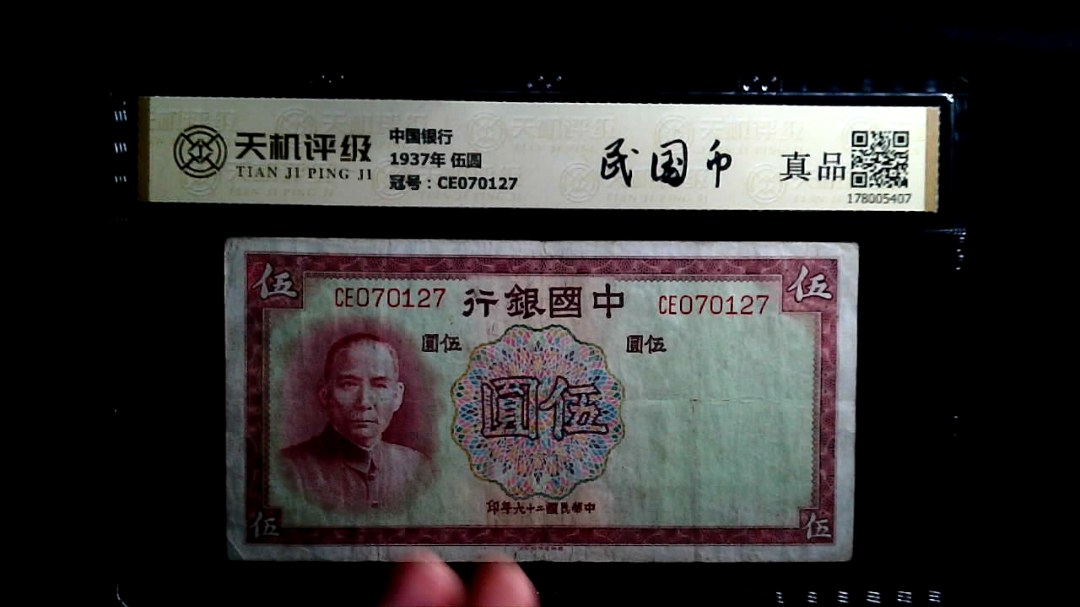 天机评级
TIAN JI PING JI
中国银行
1937年 伍圆
冠号：CE070127
民国币
真品
178005407
伍
伍
CE070127
行銀國中
CE070127
圓伍
圓伍
圓伍
印年六十二國民華中
伍
伍